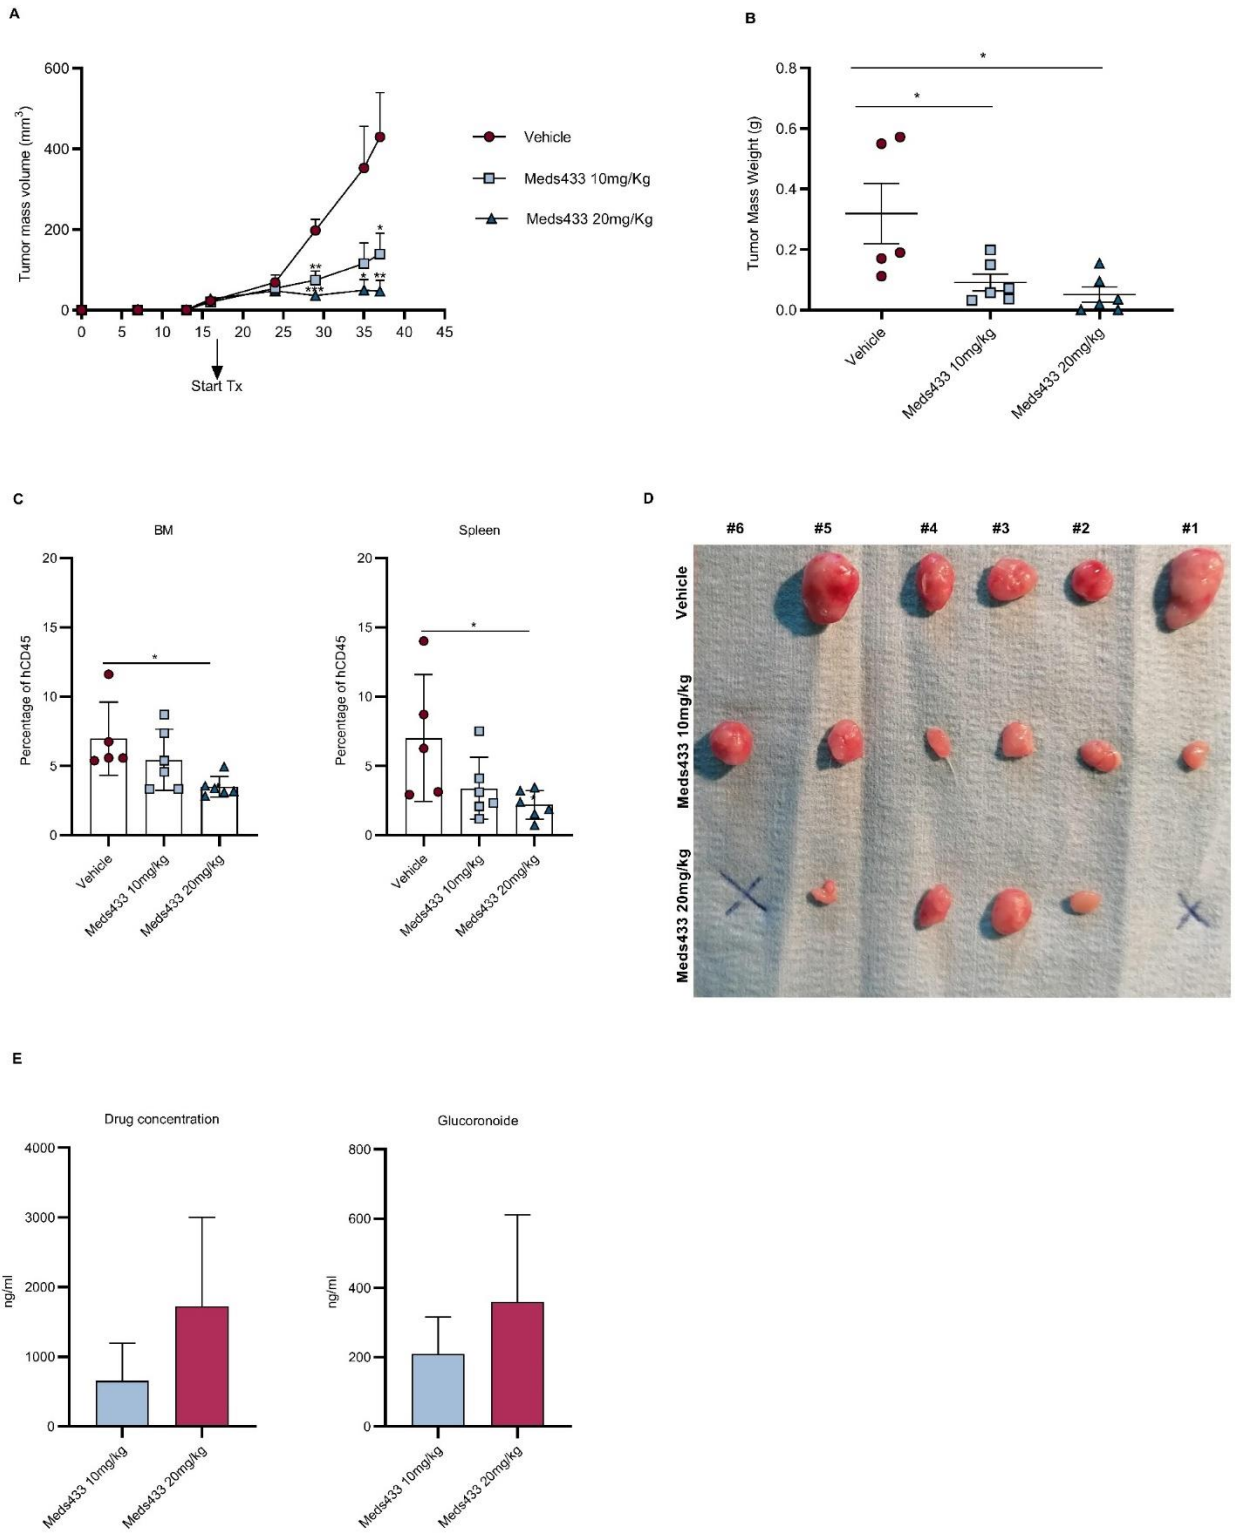 A
Tumor mass volume (mm³)
600
400
200
0
0 5 10 15 20 25 30 35 40 45
Start Tx
Vehicle
Meds433 10mg/Kg
Meds433 20mg/Kg
* ** *** * **
B
Tumor Mass Weight (g)
0.8
0.6
0.4
0.2
0.0
*
*
Vehicle
Meds433 10mg/kg
Meds433 20mg/kg
C
BM
Percentage of hCD45
20
15
10
5
0
*
Vehicle
Meds433 10mg/kg
Meds433 20mg/kg
Spleen
Percentage of hCD45
20
15
10
5
0
*
Vehicle
Meds433 10mg/kg
Meds433 20mg/kg
D
#6 #5 #4 #3 #2 #1
Vehicle
Meds433 10mg/kg
Meds433 20mg/kg
E
Drug concentration
ng/ml
4000
3000
2000
1000
0
Meds433 10mg/kg
Meds433 20mg/kg
Glucoronoide
ng/ml
800
600
400
200
0
Meds433 10mg/kg
Meds433 20mg/kg